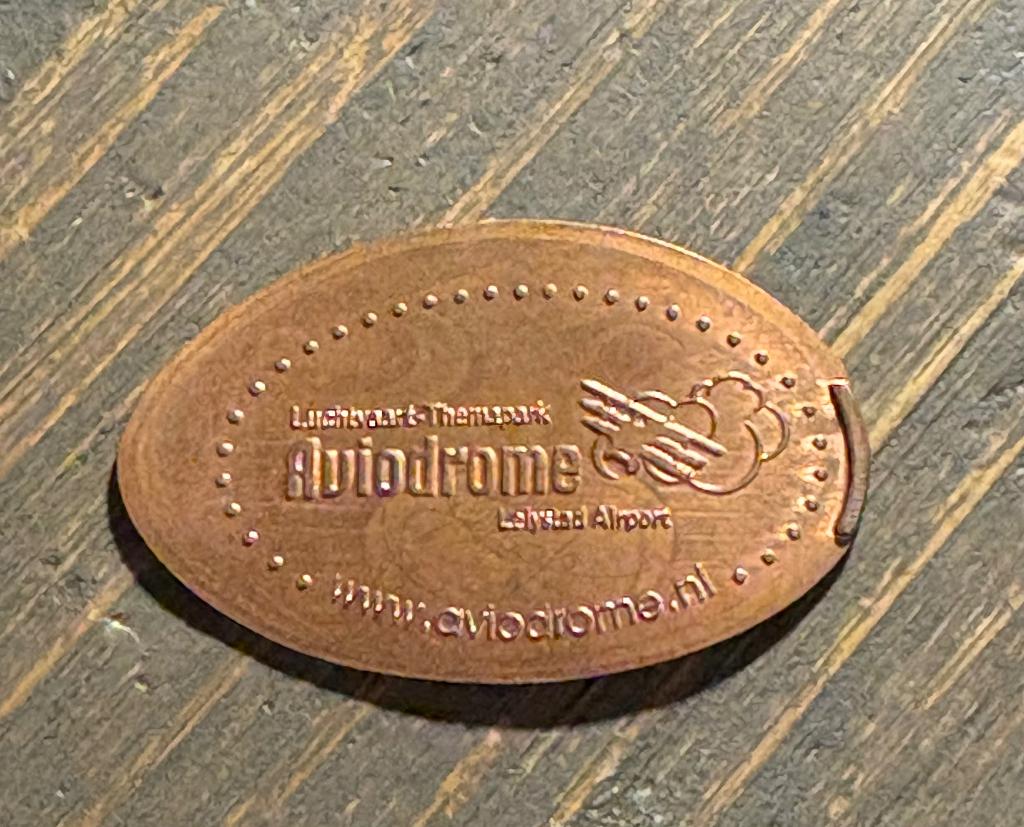 Luchtvaart-Themapark
Aviodrome
Lelystad Airport
www.aviodrome.nl